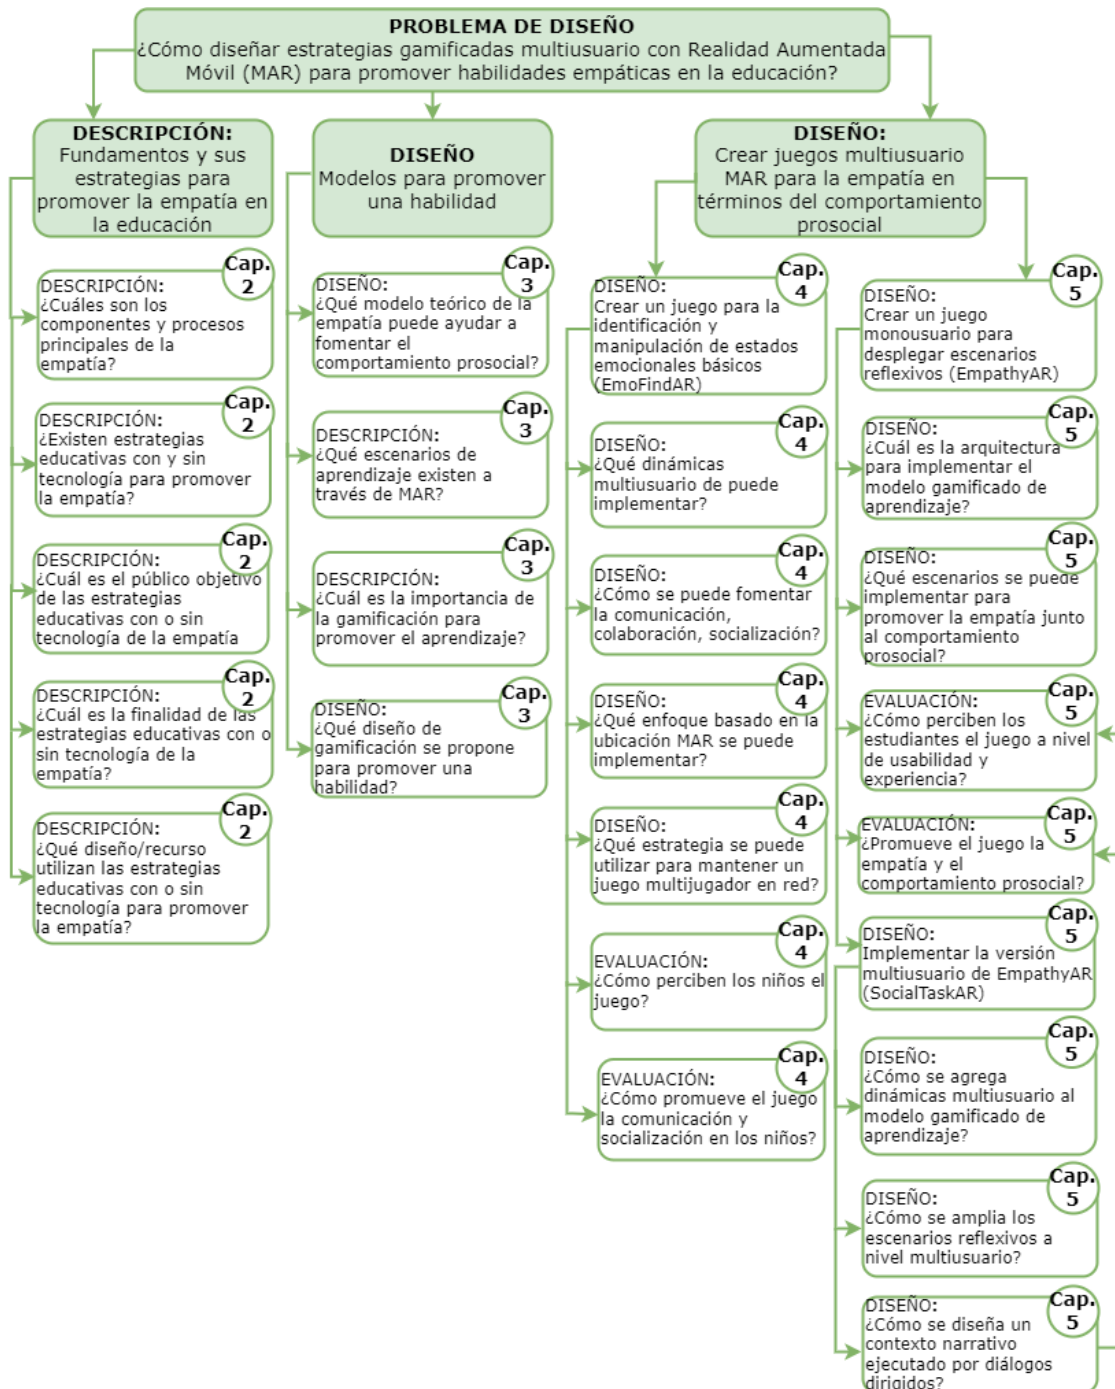 PROBLEMA DE DISEÑO
¿Cómo diseñar estrategias gamificadas multiusuario con Realidad Aumentada
Móvil (MAR) para promover habilidades empáticas en la educación?
DESCRIPCIÓN:
Fundamentos y sus
estrategias para
promover la empatía en
la educación
Cap.
2
DESCRIPCIÓN:
¿Cuáles son los
componentes y procesos
principales de la
empatía?
Cap.
2
DESCRIPCIÓN:
¿Existen estrategias
educativas con y sin
tecnología para promover
la empatía?
Cap.
2
DESCRIPCIÓN:
¿Cuál es el público objetivo
de las estrategias
educativas con o sin
tecnología de la empatía
Cap.
2
DESCRIPCIÓN:
¿Cuál es la finalidad de las
estrategias educativas con o
sin tecnología de la
empatía?
Cap.
2
DESCRIPCIÓN:
¿Qué diseño/recurso
utilizan las estrategias
educativas con o sin
tecnología para promover
la empatía?
DISEÑO
Modelos para promover
una habilidad
Cap.
3
DISEÑO:
¿Qué modelo teórico de la
empatía puede ayudar a
fomentar el
comportamiento prosocial?
Cap.
3
DESCRIPCIÓN:
¿Qué escenarios de
aprendizaje existen a
través de MAR?
Cap.
3
DESCRIPCIÓN:
¿Cuál es la importancia de
la gamificación para
promover el aprendizaje?
Cap.
3
DISEÑO:
¿Qué diseño de
gamificación se propone
para promover una
habilidad?
DISEÑO:
Crear juegos multiusuario
MAR para la empatía en
términos del comportamiento
prosocial
Cap.
4
DISEÑO:
Crear un juego para la
identificación y
manipulación de estados
emocionales básicos
(EmoFindAR)
Cap.
4
DISEÑO:
¿Qué dinámicas
multiusuario de puede
implementar?
Cap.
4
DISEÑO:
¿Cómo se puede fomentar
la comunicación,
colaboración, socialización?
Cap.
4
DISEÑO:
¿Qué enfoque basado en la
ubicación MAR se puede
implementar?
Cap.
4
DISEÑO:
¿Qué estrategia se puede
utilizar para mantener un
juego multijugador en red?
Cap.
4
EVALUACIÓN:
¿Cómo perciben los niños el
juego?
Cap.
4
EVALUACIÓN:
¿Cómo promueve el juego
la comunicación y
socialización en los niños?
Cap.
5
DISEÑO:
Crear un juego
monousuario para
desplegar escenarios
reflexivos (EmpathyAR)
Cap.
5
DISEÑO:
¿Cuál es la arquitectura
para implementar el
modelo gamificado de
aprendizaje?
Cap.
5
DISEÑO:
¿Qué escenarios se puede
implementar para
promover la empatía junto
al comportamiento
prosocial?
Cap.
5
EVALUACIÓN:
¿Cómo perciben los
estudiantes el juego a nivel
de usabilidad y
experiencia?
Cap.
5
EVALUACIÓN:
¿Promueve el juego la
empatía y el
comportamiento prosocial?
Cap.
5
DISEÑO:
Implementar la versión
multiusuario de EmpathyAR
(SocialTaskAR)
Cap.
5
DISEÑO:
¿Cómo se agrega
dinámicas multiusuario al
modelo gamificado de
aprendizaje?
Cap.
5
DISEÑO:
¿Cómo se amplia los
escenarios reflexivos a
nivel multiusuario?
Cap.
5
DISEÑO:
¿Cómo se diseña un
contexto narrativo
ejecutado por diálogos
dirigidos?